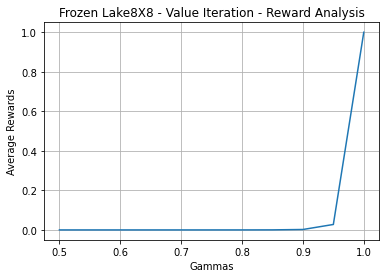 Frozen Lake8X8 - Value Iteration - Reward Analysis
1.0
0.8
0.6
0.4
0.2
0.0
Average Rewards
0.5 0.6 0.7 0.8 0.9 1.0
Gammas